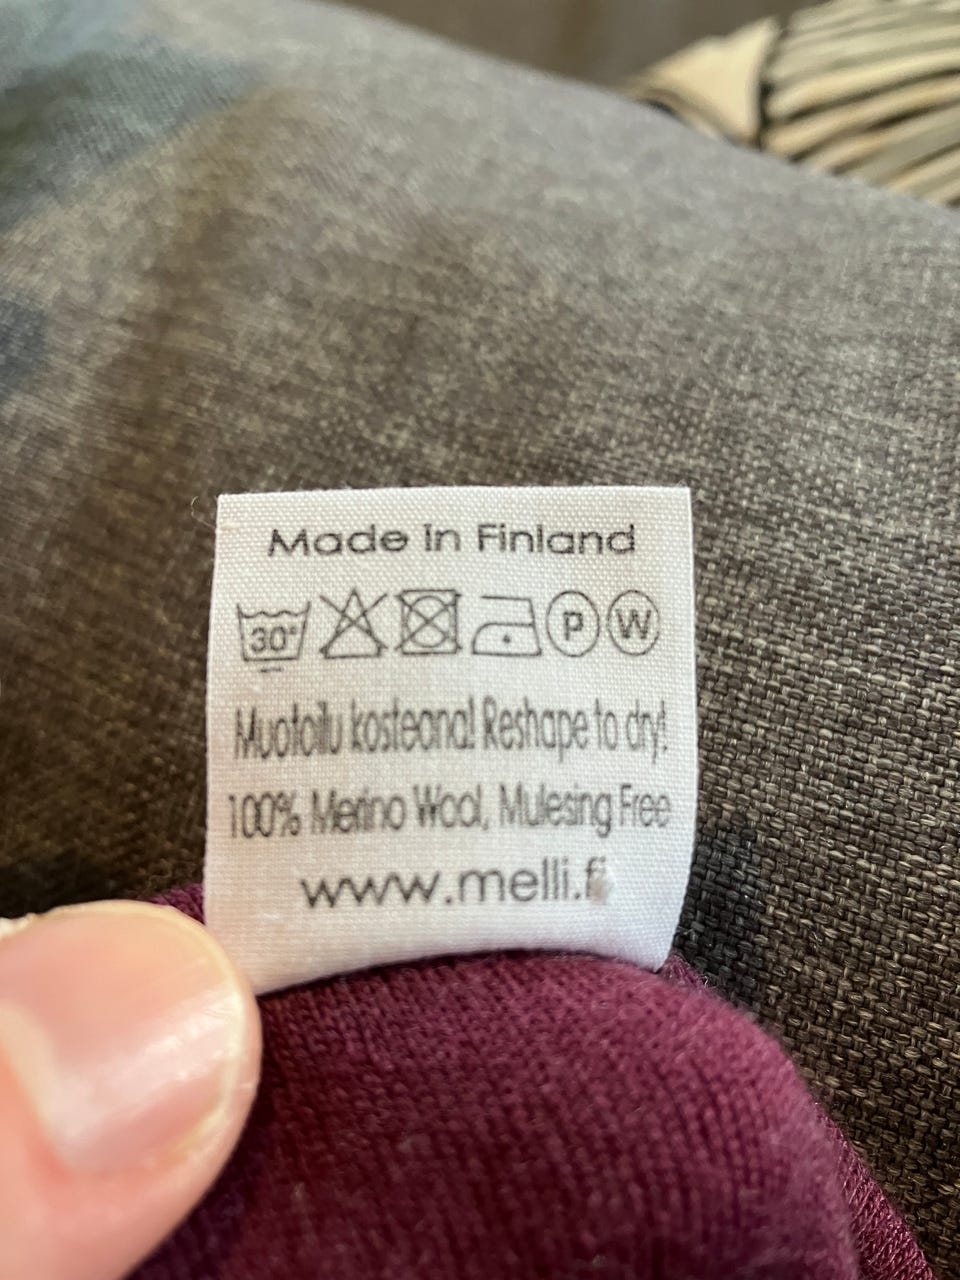 Made In Finland
30° P W
Muotoilu kosteana! Reshape to dry!
100% Merino Wool, Mulesing Free
www.melli.fi